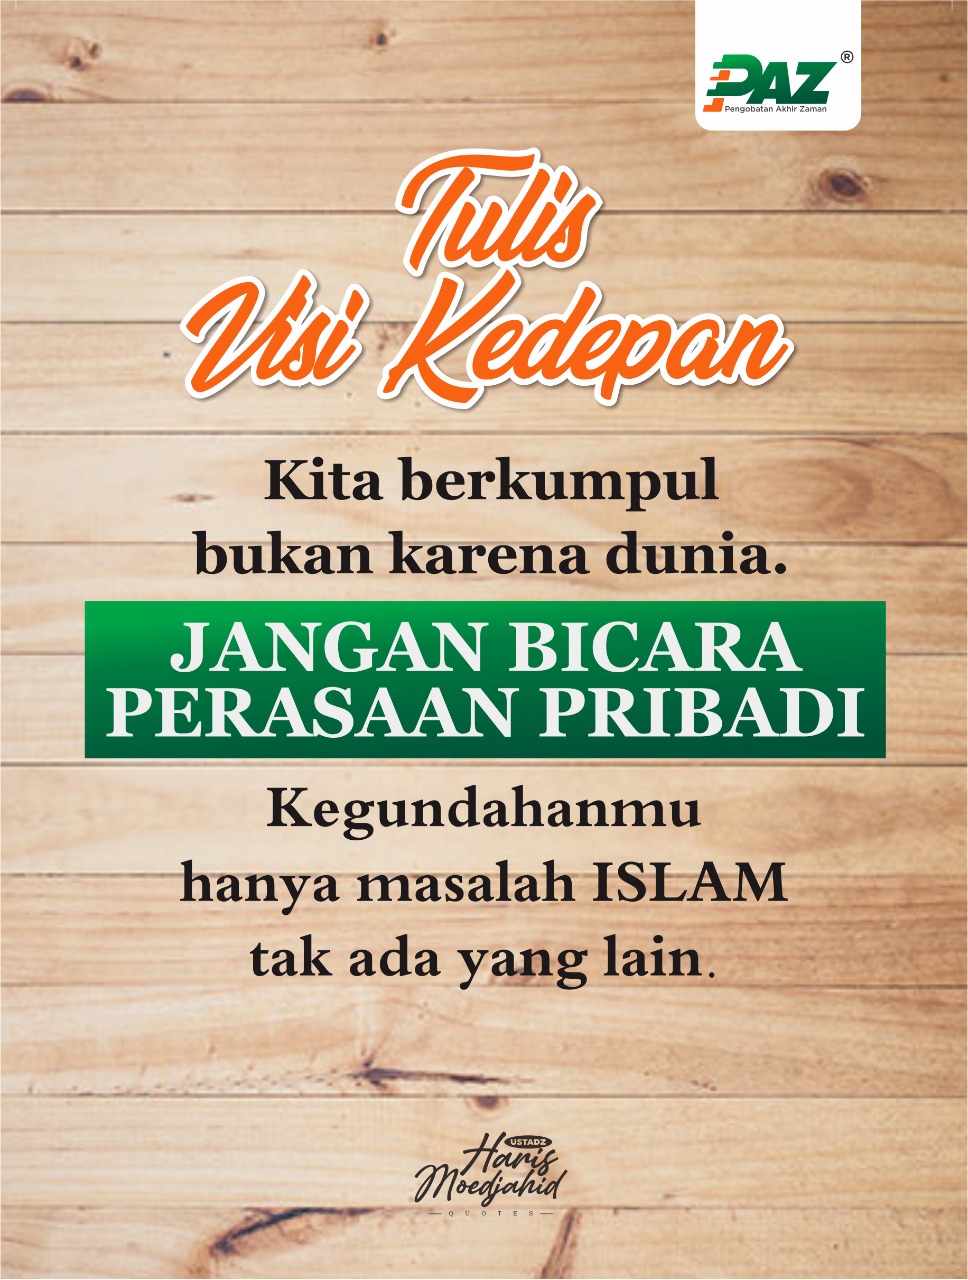 PAZ®
Pengobatan Akhir Zaman
Tulis
Visi Kedepan
Kita berkumpul
bukan karena dunia.
JANGAN BICARA
PERASAAN PRIBADI
Kegundahanmu
hanya masalah ISLAM
tak ada yang lain.
USTADZ
Haris
Moedjahid
QUOTES